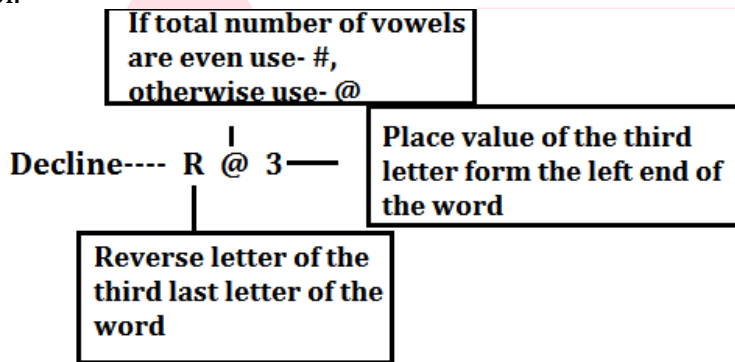 If total number of vowels
are even use- #,
otherwise use- @
Decline---- R @ 3
Place value of the third
letter form the left end of
the word
Reverse letter of the
third last letter of the
word